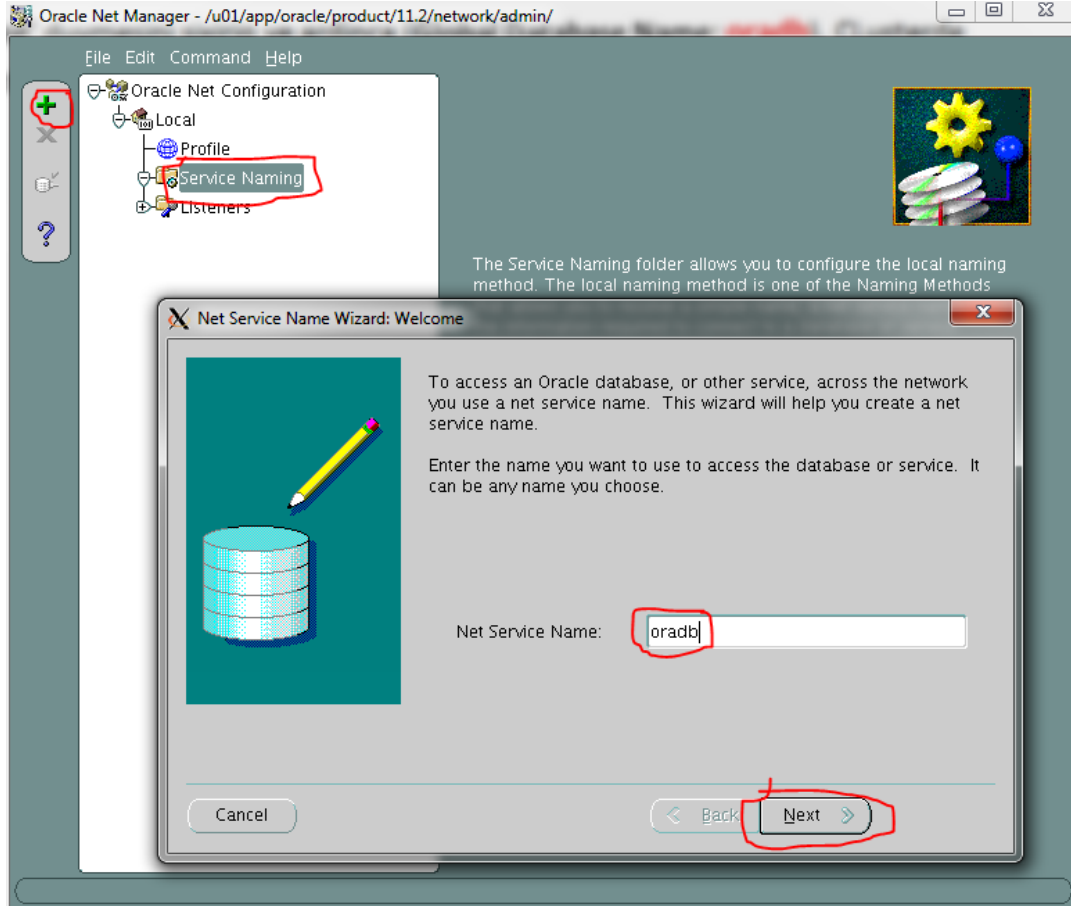 Oracle Net Manager - /u01/app/oracle/product/11.2/network/admin/
File Edit Command Help
Oracle Net Configuration
Local
Profile
Service Naming
Listeners
The Service Naming folder allows you to configure the local naming
method. The local naming method is one of the Naming Methods
Net Service Name Wizard: Welcome
To access an Oracle database, or other service, across the network
you use a net service name. This wizard will help you create a net
service name.
Enter the name you want to use to access the database or service. It
can be any name you choose.
Net Service Name: oradb
Cancel Back Next